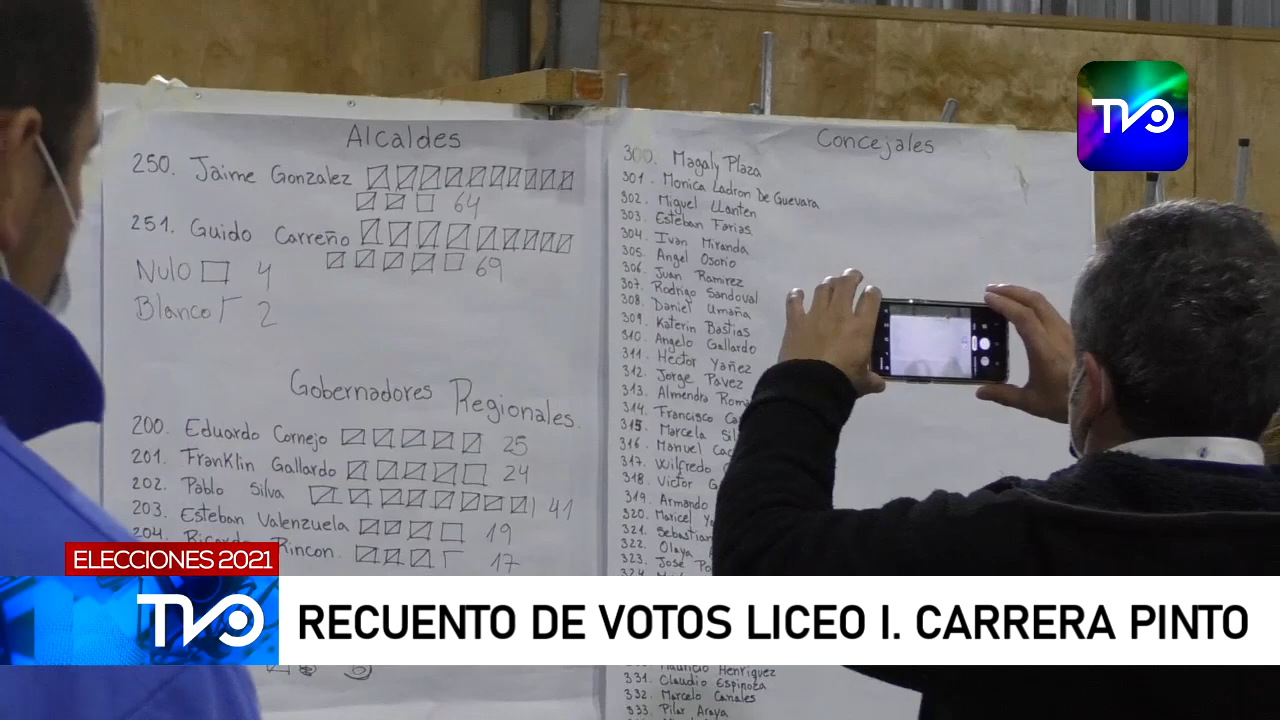 Alcaldes
250. Jaime Gonzalez 64
251. Guido Carreño 69
Nulo 4
Blanco 2
Gobernadores Regionales.
200. Eduardo Cornejo 25
201. Franklin Gallardo 24
202. Pablo Silva 41
203. Esteban Valenzuela 19
204. Ricardo Rincon. 17
Concejales
300. Magaly Plaza
301. Monica Ladron De Guevara
302. Miguel Llanten
303. Esteban Farias
304. Ivan Miranda
305. Angel Osorio
306. Juan Ramirez
307. Rodrigo Sandoval
308. Daniel Umaña
309. Katerin Bastias
310. Angelo Gallardo
311. Hector Yañez
312. Jorge Pavez
313. Almendra
314. Francisco
315. Marcela
316. Manuel
317. Wilfredo
318. Victor
319. Armando
320. Maricel
321. Sebastian
322. Olaya
323. José
324.
Mauricio Henriquez
331. Claudio Espinoza
332. Marcelo Canales
333. Pilar Araya
TVO
ELECCIONES 2021
TVO
RECUENTO DE VOTOS LICEO I. CARRERA PINTO